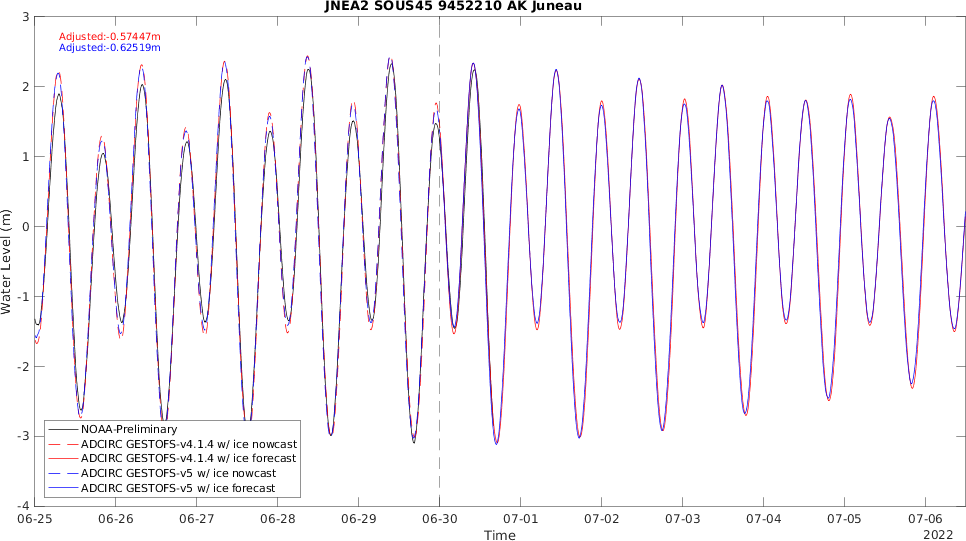 JNEA2 SOUS45 9452210 AK Juneau
Adjusted:-0.57447m
Adjusted:-0.62519m
3
2
1
0
-1
-2
-3
-4
Water Level (m)
NOAA-Preliminary
ADCIRC GESTOFS-v4.1.4 w/ ice nowcast
ADCIRC GESTOFS-v4.1.4 w/ ice forecast
ADCIRC GESTOFS-v5 w/ ice nowcast
ADCIRC GESTOFS-v5 w/ ice forecast
06-25 06-26 06-27 06-28 06-29 06-30 07-01 07-02 07-03 07-04 07-05 07-06
Time
2022